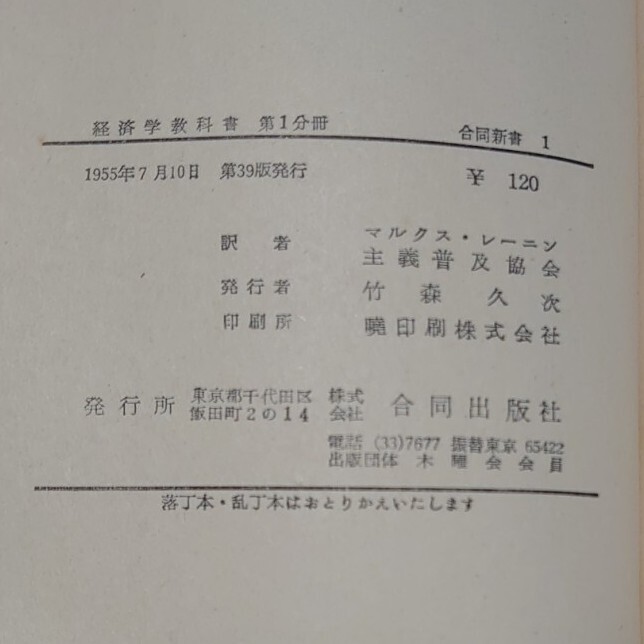 経済学教科書 第1分冊 合同新書 1
1955年7月10日 第39版発行 ¥ 120
訳者 マルクス・レーニン
主義普及協会
発行者 竹森久次
印刷所 曉印刷株式会社
発行所 東京都千代田区 株式 合同出版社
飯田町2の14 会社
電話 (33)7677 振替東京 65422
出版団体 木曜会会員
落丁本・乱丁本はおとりかえいたします